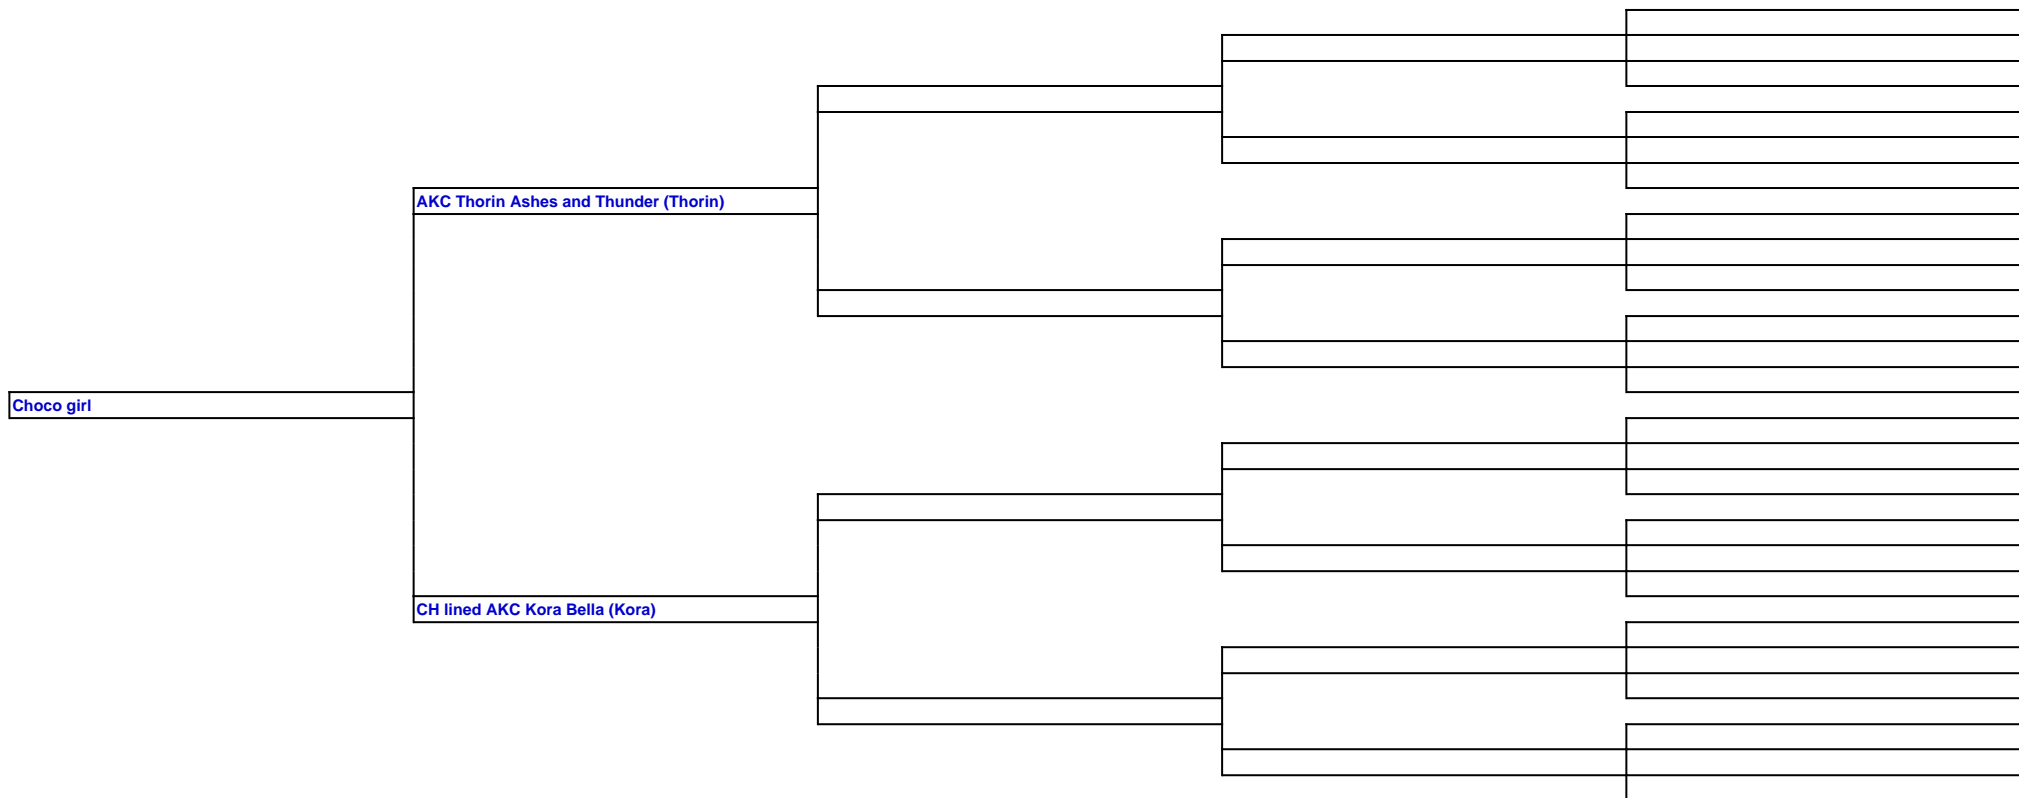 AKC Thorin Ashes and Thunder (Thorin)
Choco girl
CH lined AKC Kora Bella (Kora)